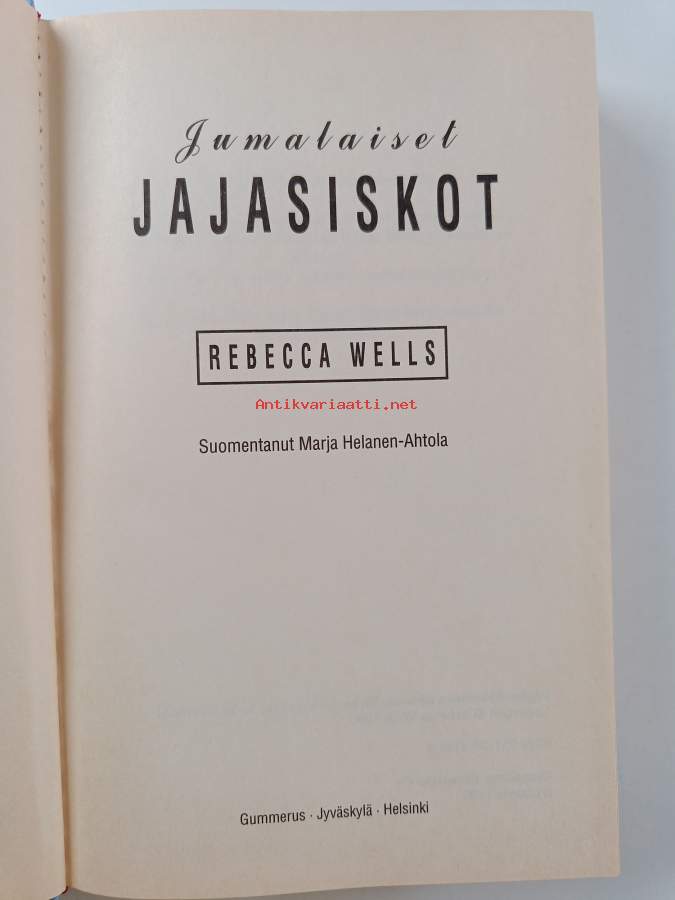 Jumalaiset
JAJASISKOT
REBECCA WELLS
Antikvariaatti.net
Suomentanut Marja Helanen-Ahtola
Gummerus · Jyväskylä · Helsinki